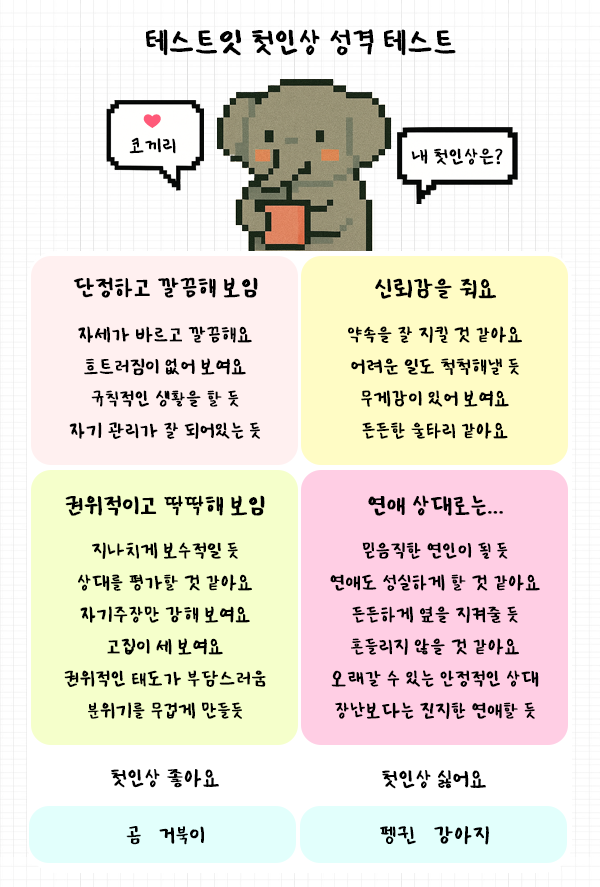 테스트잇 첫인상 성격 테스트
코끼리
내 첫인상은?
단정하고 깔끔해 보임
자세가 바르고 깔끔해요
흐트러짐이 없어 보여요
규칙적인 생활을 할 듯
자기 관리가 잘 되어있는 듯
신뢰감을 줘요
약속을 잘 지킬 것 같아요
어려운 일도 척척해낼 듯
무게감이 있어 보여요
든든한 울타리 같아요
권위적이고 딱딱해 보임
지나치게 보수적일 듯
상대를 평가할 것 같아요
자기주장만 강해 보여요
고집이 세 보여요
권위적인 태도가 부담스러움
분위기를 무겁게 만들듯
연애 상대로는...
믿음직한 연인이 될 듯
연애도 성실하게 할 것 같아요
든든하게 옆을 지켜줄 듯
흔들리지 않을 것 같아요
오래갈 수 있는 안정적인 상대
장난보다는 진지한 연애할 듯
첫인상 좋아요
곰 거북이
첫인상 싫어요
펭귄 강아지